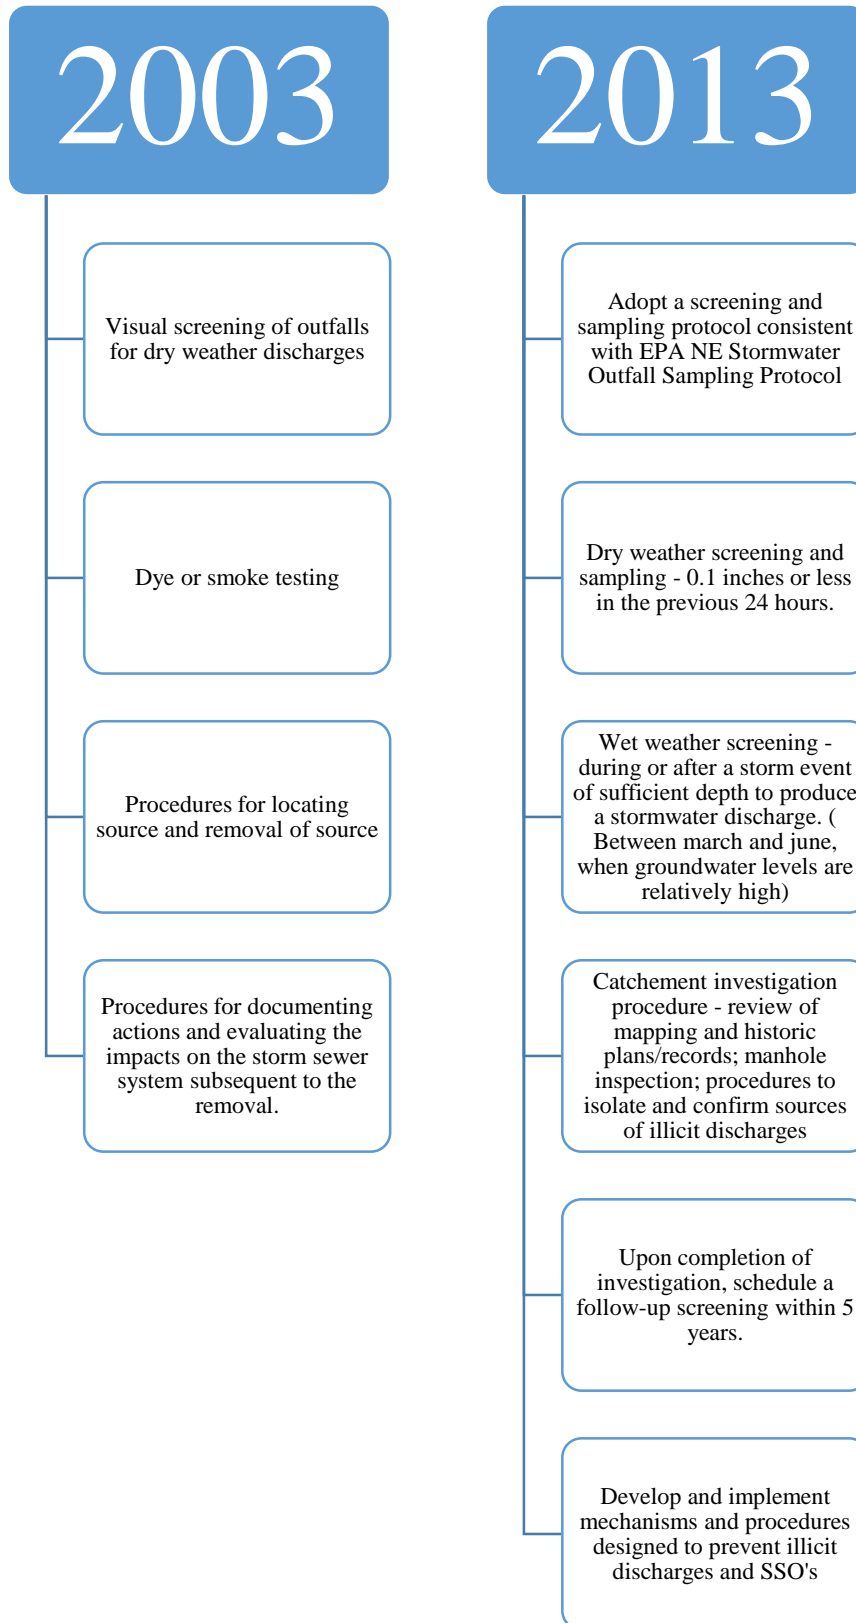 2003
Visual screening of outfalls
for dry weather discharges
Dye or smoke testing
Procedures for locating
source and removal of source
Procedures for documenting
actions and evaluating the
impacts on the storm sewer
system subsequent to the
removal.
2013
Adopt a screening and
sampling protocol consistent
with EPA NE Stormwater
Outfall Sampling Protocol
Dry weather screening and
sampling - 0.1 inches or less
in the previous 24 hours.
Wet weather screening -
during or after a storm event
of sufficient depth to produce
a stormwater discharge. (
Between march and june,
when groundwater levels are
relatively high)
Catchement investigation
procedure - review of
mapping and historic
plans/records; manhole
inspection; procedures to
isolate and confirm sources
of illicit discharges
Upon completion of
investigation, schedule a
follow-up screening within 5
years.
Develop and implement
mechanisms and procedures
designed to prevent illicit
discharges and SSO's